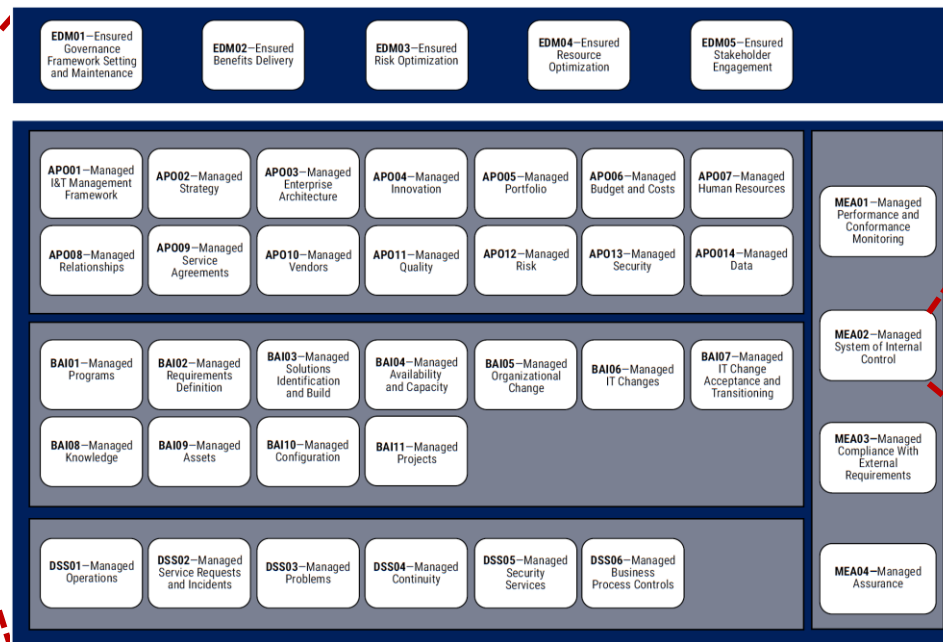 EDM01—Ensured
Governance
Framework Setting
and Maintenance
EDM02—Ensured
Benefits Delivery
EDM03—Ensured
Risk Optimization
EDM04—Ensured
Resource
Optimization
EDM05—Ensured
Stakeholder
Engagement
APO01—Managed
I&T Management
Framework
APO02—Managed
Strategy
APO03—Managed
Enterprise
Architecture
APO04—Managed
Innovation
APO05—Managed
Portfolio
APO06—Managed
Budget and Costs
APO07—Managed
Human Resources
APO08—Managed
Relationships
APO09—Managed
Service
Agreements
APO10—Managed
Vendors
APO11—Managed
Quality
APO12—Managed
Risk
APO13—Managed
Security
APO014—Managed
Data
BAI01—Managed
Programs
BAI02—Managed
Requirements
Definition
BAI03—Managed
Solutions
Identification
and Build
BAI04—Managed
Availability
and Capacity
BAI05—Managed
Organizational
Change
BAI06—Managed
IT Changes
BAI07—Managed
IT Change
Acceptance and
Transitioning
BAI08—Managed
Knowledge
BAI09—Managed
Assets
BAI10—Managed
Configuration
BAI11—Managed
Projects
DSS01—Managed
Operations
DSS02—Managed
Service Requests
and Incidents
DSS03—Managed
Problems
DSS04—Managed
Continuity
DSS05—Managed
Security
Services
DSS06—Managed
Business
Process Controls
MEA01—Managed
Performance and
Conformance
Monitoring
MEA02—Managed
System of Internal
Control
MEA03—Managed
Compliance With
External
Requirements
MEA04—Managed
Assurance